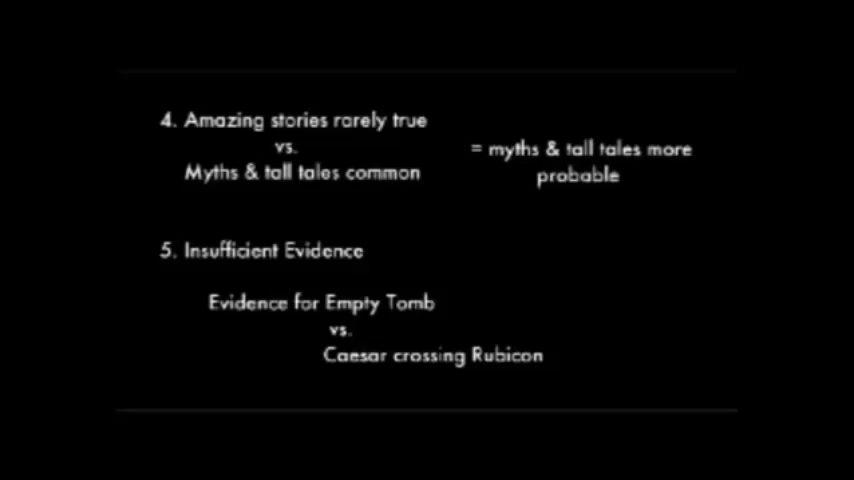 4. Amazing stories rarely true
vs.
Myths & tall tales common
= myths & tall tales more
probable
5. Insufficient Evidence
Evidence for Empty Tomb
vs.
Caesar crossing Rubicon